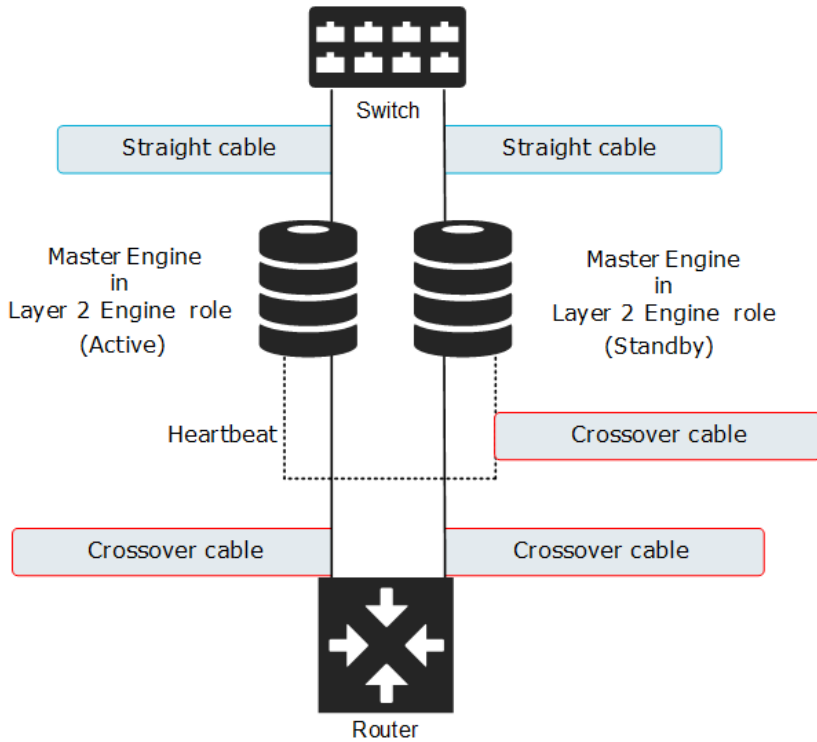 Switch
Straight cable
Straight cable
Master Engine
in
Layer 2 Engine role
(Active)
Master Engine
in
Layer 2 Engine role
(Standby)
Heartbeat
Crossover cable
Crossover cable
Crossover cable
Router